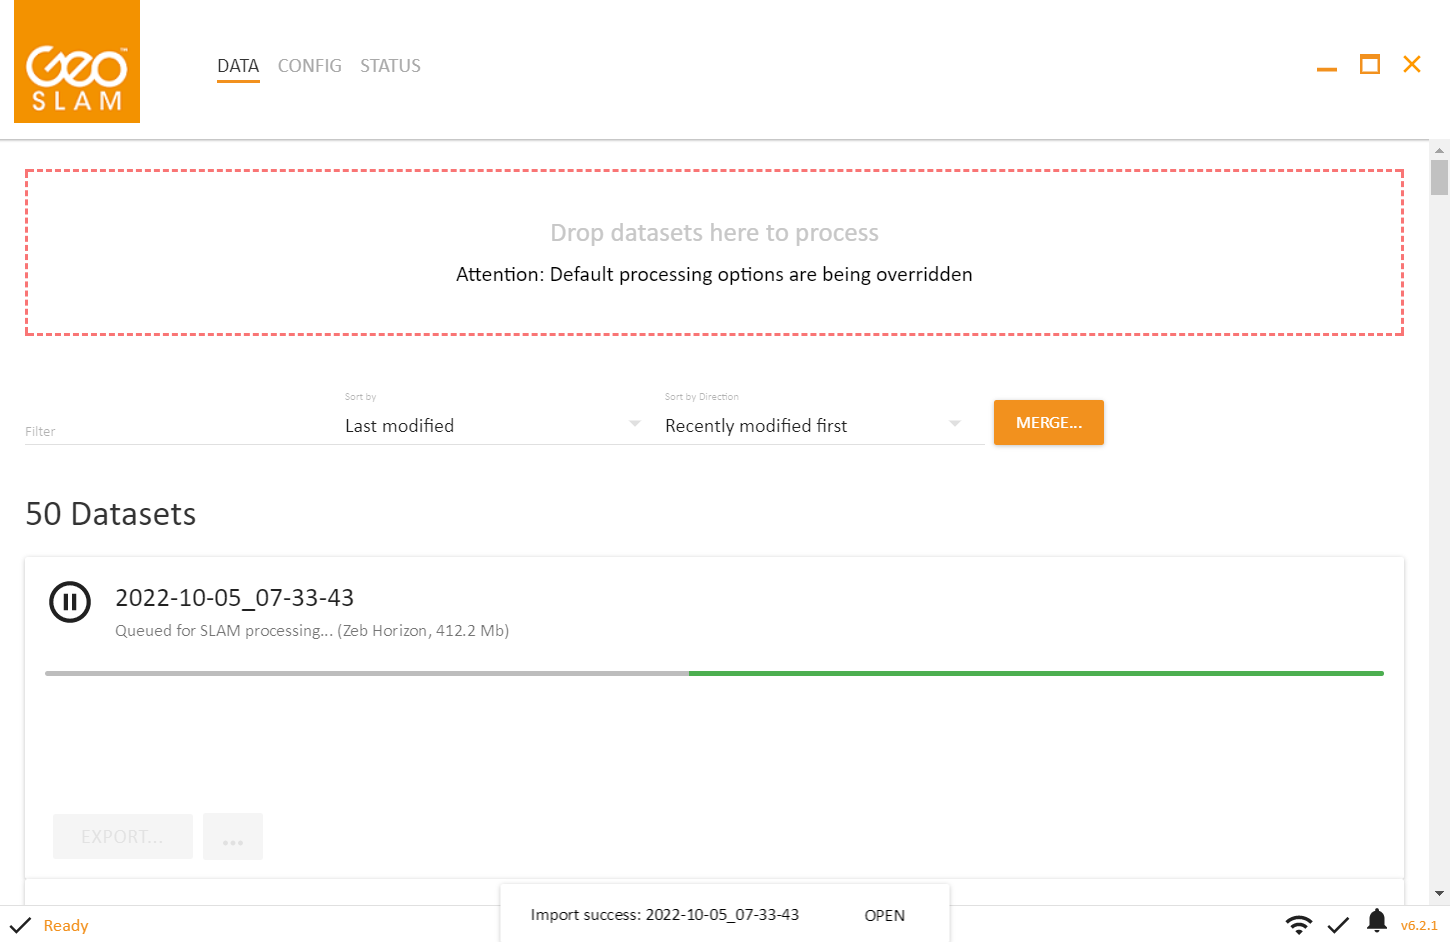 GEO™
SLAM
DATA CONFIG STATUS
Drop datasets here to process
Attention: Default processing options are being overridden
Filter
Sort by
Last modified
Sort by Direction
Recently modified first
MERGE...
50 Datasets
2022-10-05_07-33-43
Queued for SLAM processing... (Zeb Horizon, 412.2 Mb)
EXPORT... ...
Import success: 2022-10-05_07-33-43 OPEN
Ready
v6.2.1